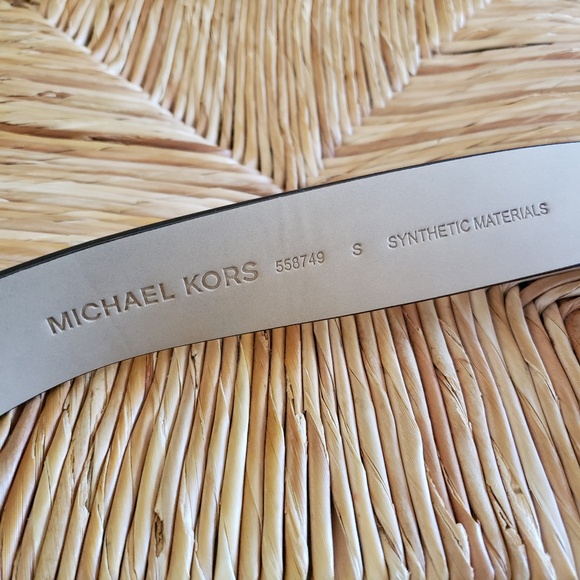 MICHAEL KORS 558749 S SYNTHETIC MATERIALS